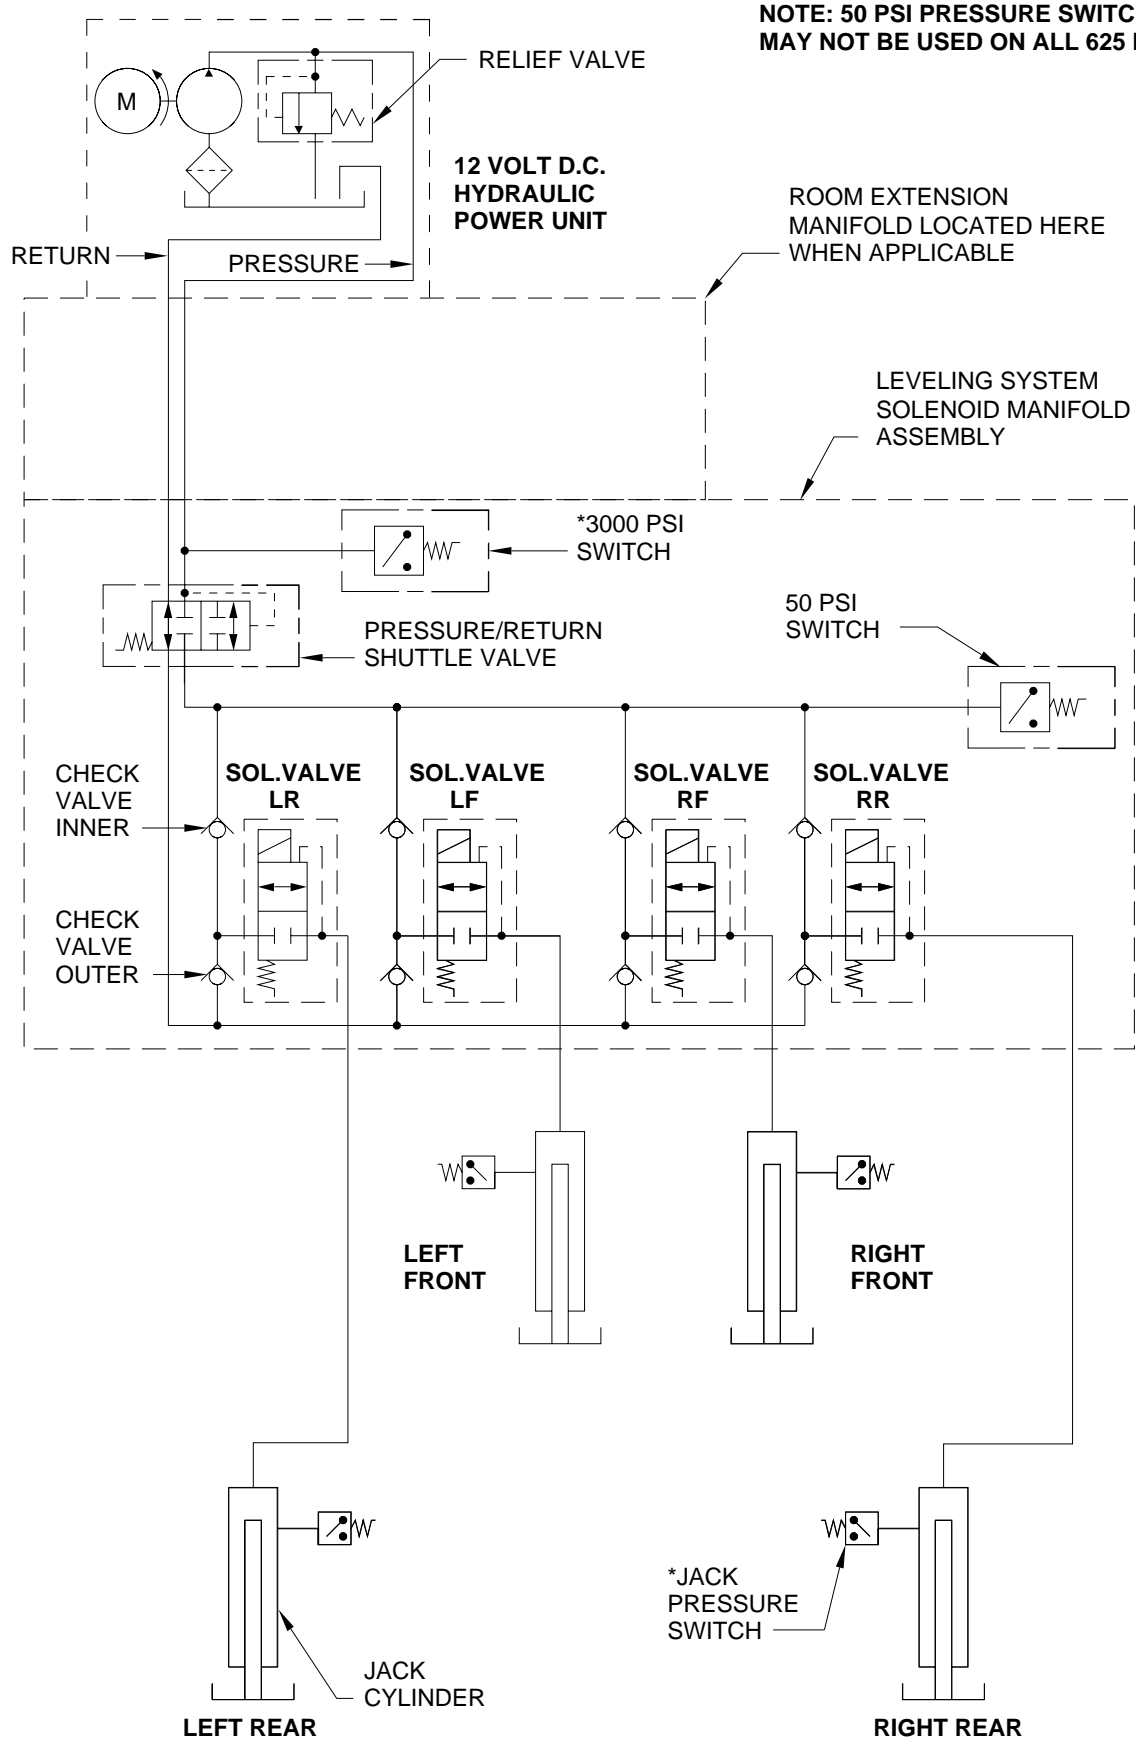 NOTE: 50 PSI PRESSURE SWITC
MAY NOT BE USED ON ALL 625
RELIEF VALVE
M
12 VOLT D.C.
HYDRAULIC
POWER UNIT
ROOM EXTENSION
MANIFOLD LOCATED HERE
WHEN APPLICABLE
RETURN
PRESSURE
LEVELING SYSTEM
SOLENOID MANIFOLD
ASSEMBLY
*3000 PSI
SWITCH
50 PSI
SWITCH
PRESSURE/RETURN
SHUTTLE VALVE
CHECK
VALVE
INNER
SOL.VALVE
LR
SOL.VALVE
LF
SOL.VALVE
RF
SOL.VALVE
RR
CHECK
VALVE
OUTER
LEFT
FRONT
RIGHT
FRONT
*JACK
PRESSURE
SWITCH
JACK
CYLINDER
LEFT REAR
RIGHT REAR